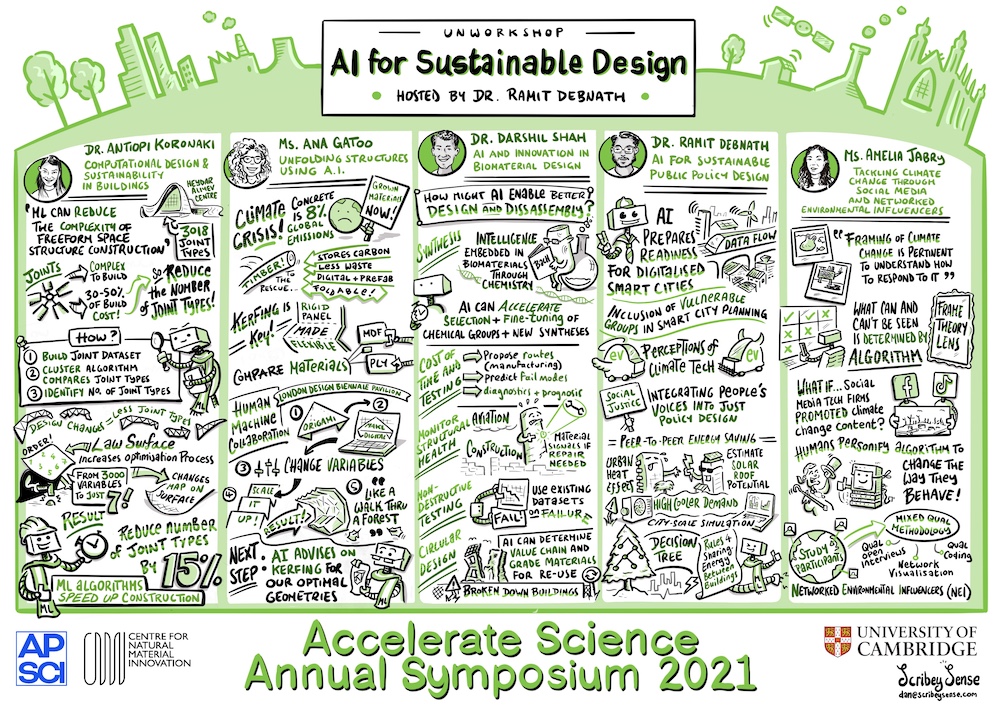 UNWORKSHOP
AI for Sustainable Design
HOSTED BY DR. RAMIT DEBNATH
DR. ANTIOPI KORONAKI
COMPUTATIONAL DESIGN &
SUSTAINABILITY
IN BUILDINGS
"ML CAN REDUCE
THE COMPLEXITY OF
FREEFORM SPACE
STRUCTURE CONSTRUCTION"
HEYDAR
ALIYEV
CENTRE
3018
JOINT
TYPES
JOINTS
COMPLEX
TO BUILD
30-50%
OF BUILD
COST!
So REDUCE
THE NUMBER
OF JOINT TYPES!
How?
1 BUILD JOINT DATASET
2 CLUSTER ALGORITHM
COMPARES JOINT TYPES
3 IDENTIFY NO. OF JOINT TYPES
ML
DESIGN CHANGE = LESS JOINT TYPES
ORDER!
LAW SURFACE
Increases optimisation Process
FROM 3000
VARIABLES
TO JUST 7!
CHANGES
MAP ON
SURFACE
RESULT
REDUCE NUMBER
OF JOINT TYPES
BY 15%
ML ALGORITHMS
SPEED UP CONSTRUCTION
ML
MS. ANA GATOO
UNFOLDING STRUCTURES
USING A.I.
CLIMATE
CRISIS!
CONCRETE
IS 8%
GLOBAL
EMISSIONS
GROWN
MATERIALS
NOW!
TIMBER!
TO THE
RESCUE...
STORES CARBON
LESS WASTE
DIGITAL + PREFAB
FOLDABLE!
KERFING IS
Key!
RIGID
PANEL
MADE
FLEXIBLE
COMPARE MATERIALS
MDF
PLY
HUMAN
MACHINE
COLLABORATION
LONDON DESIGN BIENNALE PAVILION
1
ORIGAMI
2
MAKE
DIGITAL
3 CHANGE VARIABLES
4
SCALE
IT
UP!
RESULT!
5 "LIKE A
WALK THRU
A FOREST"
NEXT
STEP:
AI ADVISES ON
KERFING FOR
OUR OPTIMAL
GEOMETRIES
DR. DARSHIL SHAH
AI AND INNOVATION IN
BIOMATERIAL DESIGN
HOW MIGHT AI ENABLE BETTER
DESIGN AND DISASSEMBLY?
SYNTHESIS
INTELLIGENCE
EMBEDDED IN
BIOMATERIALS
THROUGH
CHEMISTRY
AI CAN ACCELERATE
SELECTION + FINE-TUNING OF
CHEMICAL GROUPS + NEW SYNTHESES
COST OF
TIME AND
TESTING
Propose routes
(manufacturing)
Predict fail modes
diagnostics + prognosis
MONITOR
STRUCTURAL
HEALTH
AVIATION
CONSTRUCTION
Material
SIGNALS IF
REPAIR
NEEDED
NON-
DESTRUCTIVE
TESTING
FAIL
USE EXISTING
DATASETS
ON FAILURE
CIRCULAR
DESIGN
AI CAN DETERMINE
VALUE CHAIN AND
GRADE MATERIALS
FOR RE-USE
BROKEN DOWN BUILDINGS
DR. RAMIT DEBNATH
AI FOR SUSTAINABLE
PUBLIC POLICY DESIGN
AI
PREPARES
READINESS
FOR DIGITALISED
SMART CITIES
DATA FLOW
INCLUSION OF VULNERABLE
GROUPS IN SMART CITY PLANNING
EV
PERCEPTIONS OF
CLIMATE TECH
EV
SOCIAL
JUSTICE
INTEGRATING PEOPLE'S
VOICES INTO JUST
POLICY DESIGN
= PEER-TO-PEER ENERGY SAVING =
URBAN
HEAT
EFFECT
ESTIMATE
SOLAR
ROOF
POTENTIAL
HIGH COOLER DEMAND
CITY-SCALE SIMULATION
DECISION
TREE
Rules 4
Sharing
Energy
Between
Buildings
MS. AMELIA JABRY
TACKLING CLIMATE
CHANGE THROUGH
SOCIAL MEDIA
AND NETWORKED
ENVIRONMENTAL INFLUENCERS
"FRAMING OF CLIMATE
CHANGE IS PERTINENT
TO UNDERSTAND HOW
TO RESPOND TO IT"
WHAT CAN AND
CAN'T BE SEEN
IS DETERMINED BY
ALGORITHM
FRAME
THEORY
LENS
WHAT IF... SOCIAL
MEDIA TECH FIRMS
PROMOTED climate
change content?
HUMANS PERSONIFY ALGORITHM TO
CHANGE THE
WAY THEY
BEHAVE!
MIXED QUAL
METHODOLOGY
STUDY
PARTICIPANT
Qual
open
interviews
Qual
Coding
Network
Visualisation
NETWORKED ENVIRONMENTAL INFLUENCERS (NEI)
AP
SCI
CENTRE FOR
NATURAL
MATERIAL
INNOVATION
Accelerate Science
Annual Symposium 2021
UNIVERSITY OF
CAMBRIDGE
Scribey Sense
dan@scribeysense.com